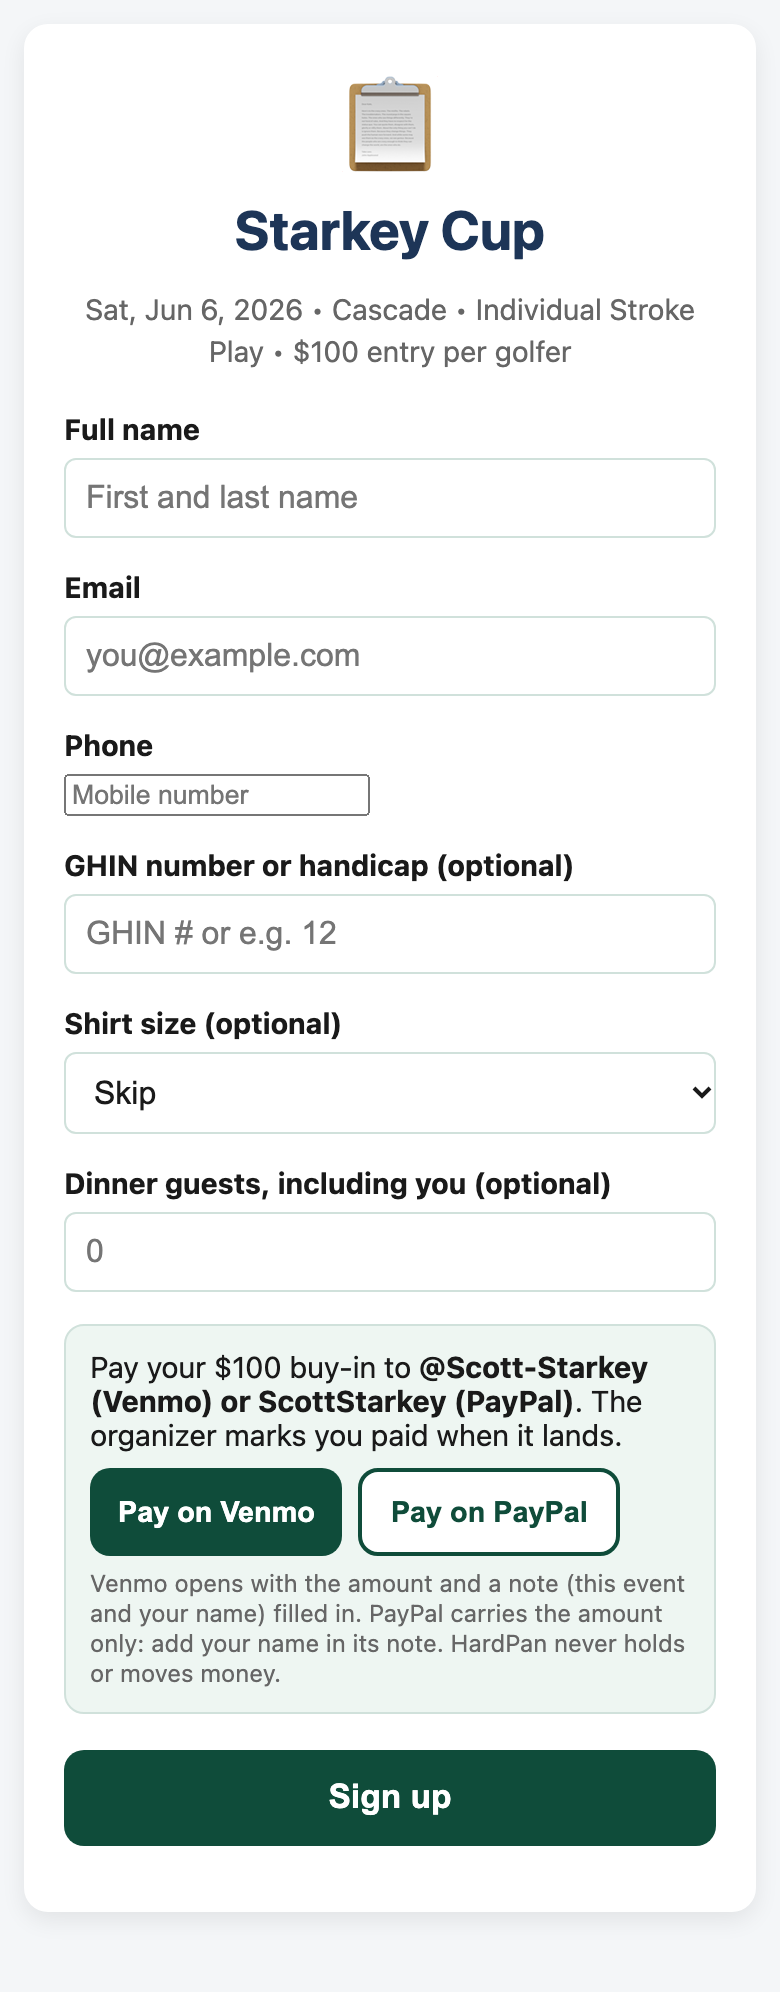 Starkey Cup
Sat, Jun 6, 2026 • Cascade • Individual Stroke
Play • $100 entry per golfer
Full name
First and last name
Email
you@example.com
Phone
Mobile number
GHIN number or handicap (optional)
GHIN # or e.g. 12
Shirt size (optional)
Skip
Dinner guests, including you (optional)
0
Pay your $100 buy-in to @Scott-Starkey
(Venmo) or ScottStarkey (PayPal). The
organizer marks you paid when it lands.
Pay on Venmo
Pay on PayPal
Venmo opens with the amount and a note (this event
and your name) filled in. PayPal carries the amount
only: add your name in its note. HardPan never holds
or moves money.
Sign up